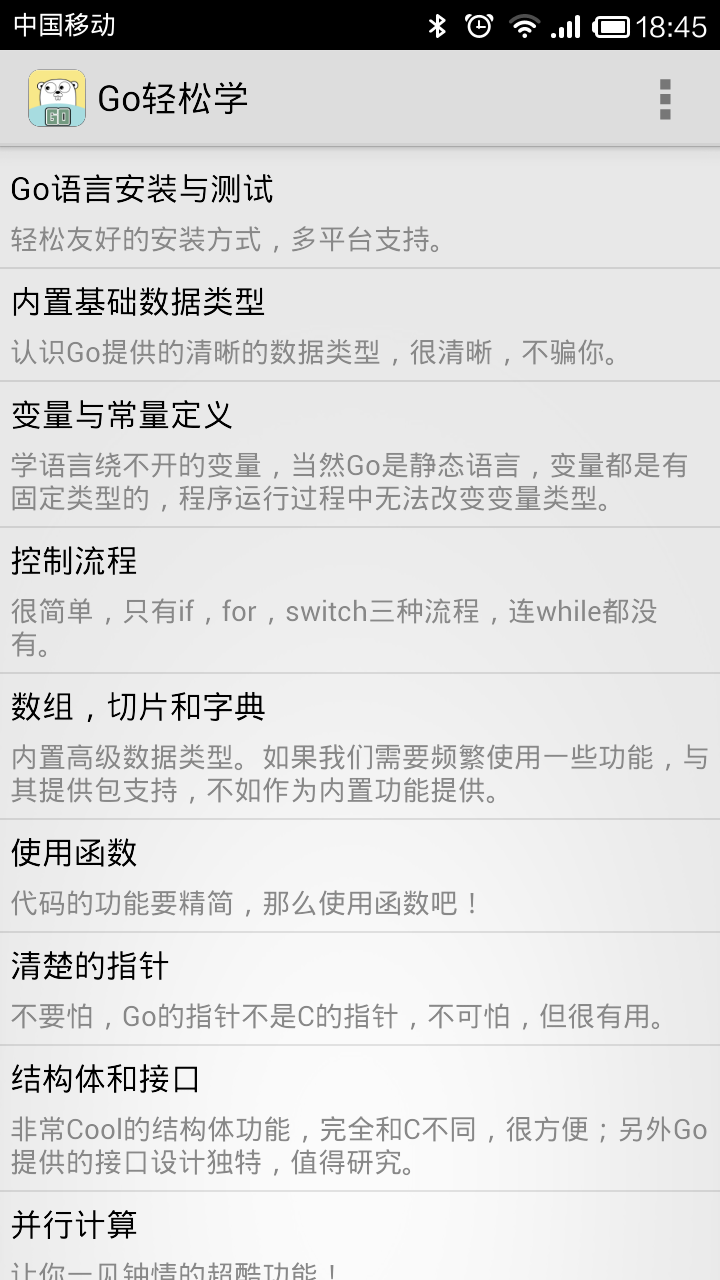 中国移动
18:45
GO
Go轻松学
Go语言安装与测试
轻松友好的安装方式，多平台支持。
内置基础数据类型
认识Go提供的清晰的数据类型，很清晰，不骗你。
变量与常量定义
学语言绕不开的变量，当然Go是静态语言，变量都是有
固定类型的，程序运行过程中无法改变变量类型。
控制流程
很简单，只有if，for，switch三种流程，连while都没
有。
数组，切片和字典
内置高级数据类型。如果我们需要频繁使用一些功能，与
其提供包支持，不如作为内置功能提供。
使用函数
代码的功能要精简，那么使用函数吧！
清楚的指针
不要怕，Go的指针不是C的指针，不可怕，但很有用。
结构体和接口
非常Cool的结构体功能，完全和C不同，很方便；另外Go
提供的接口设计独特，值得研究。
并行计算
让你一见钟情的超酷功能！